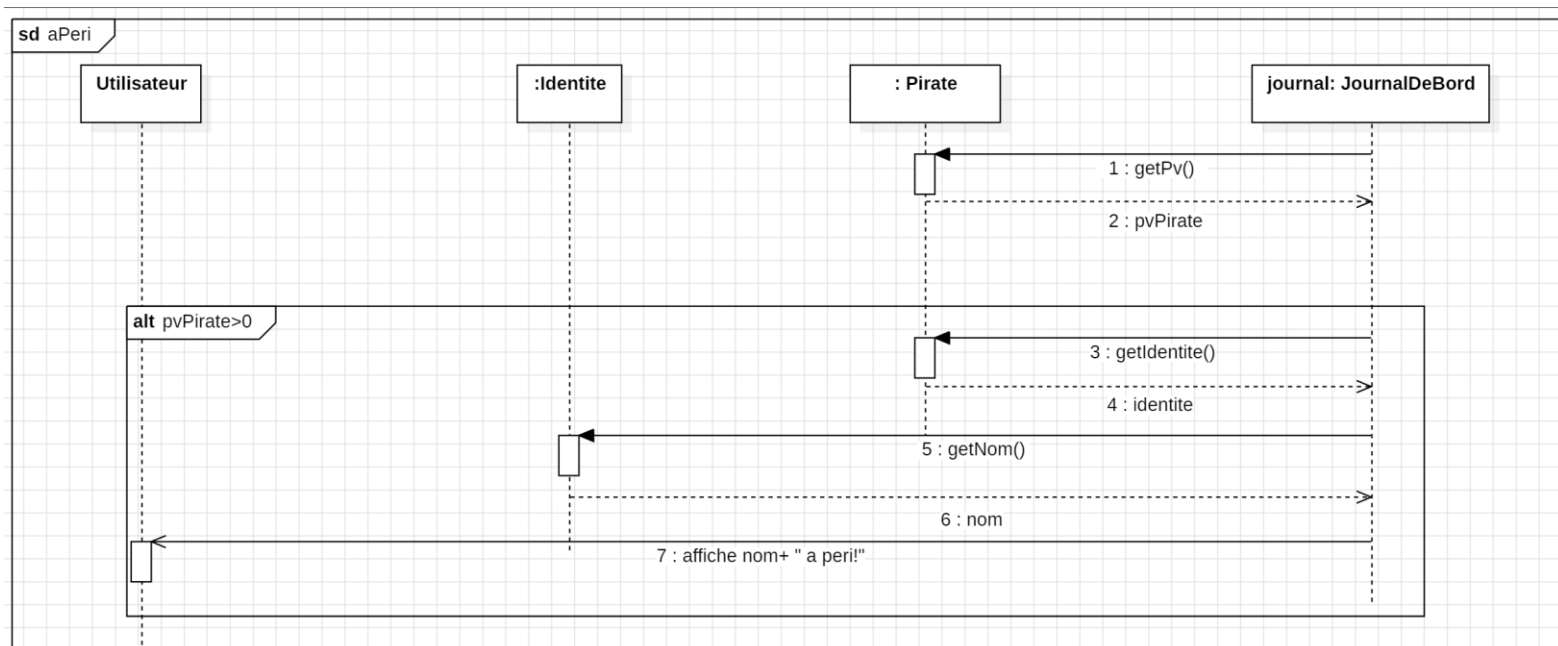 sd aPeri
Utilisateur
:Identite
: Pirate
journal: JournalDeBord
1 : getPv()
2 : pvPirate
alt pvPirate>0
3 : getIdentite()
4 : identite
5 : getNom()
6 : nom
7 : affiche nom+ " a peri!"